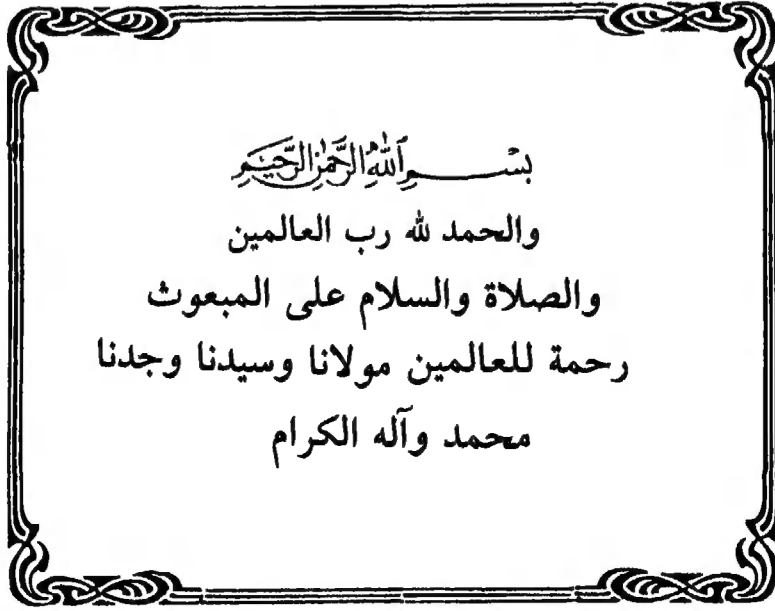 بسم الله الرحمن الرحيم
والحمد لله رب العالمين
والصلاة والسلام على المبعوث
رحمة للعالمين مولانا وسيدنا وجدنا
محمد وآله الكرام